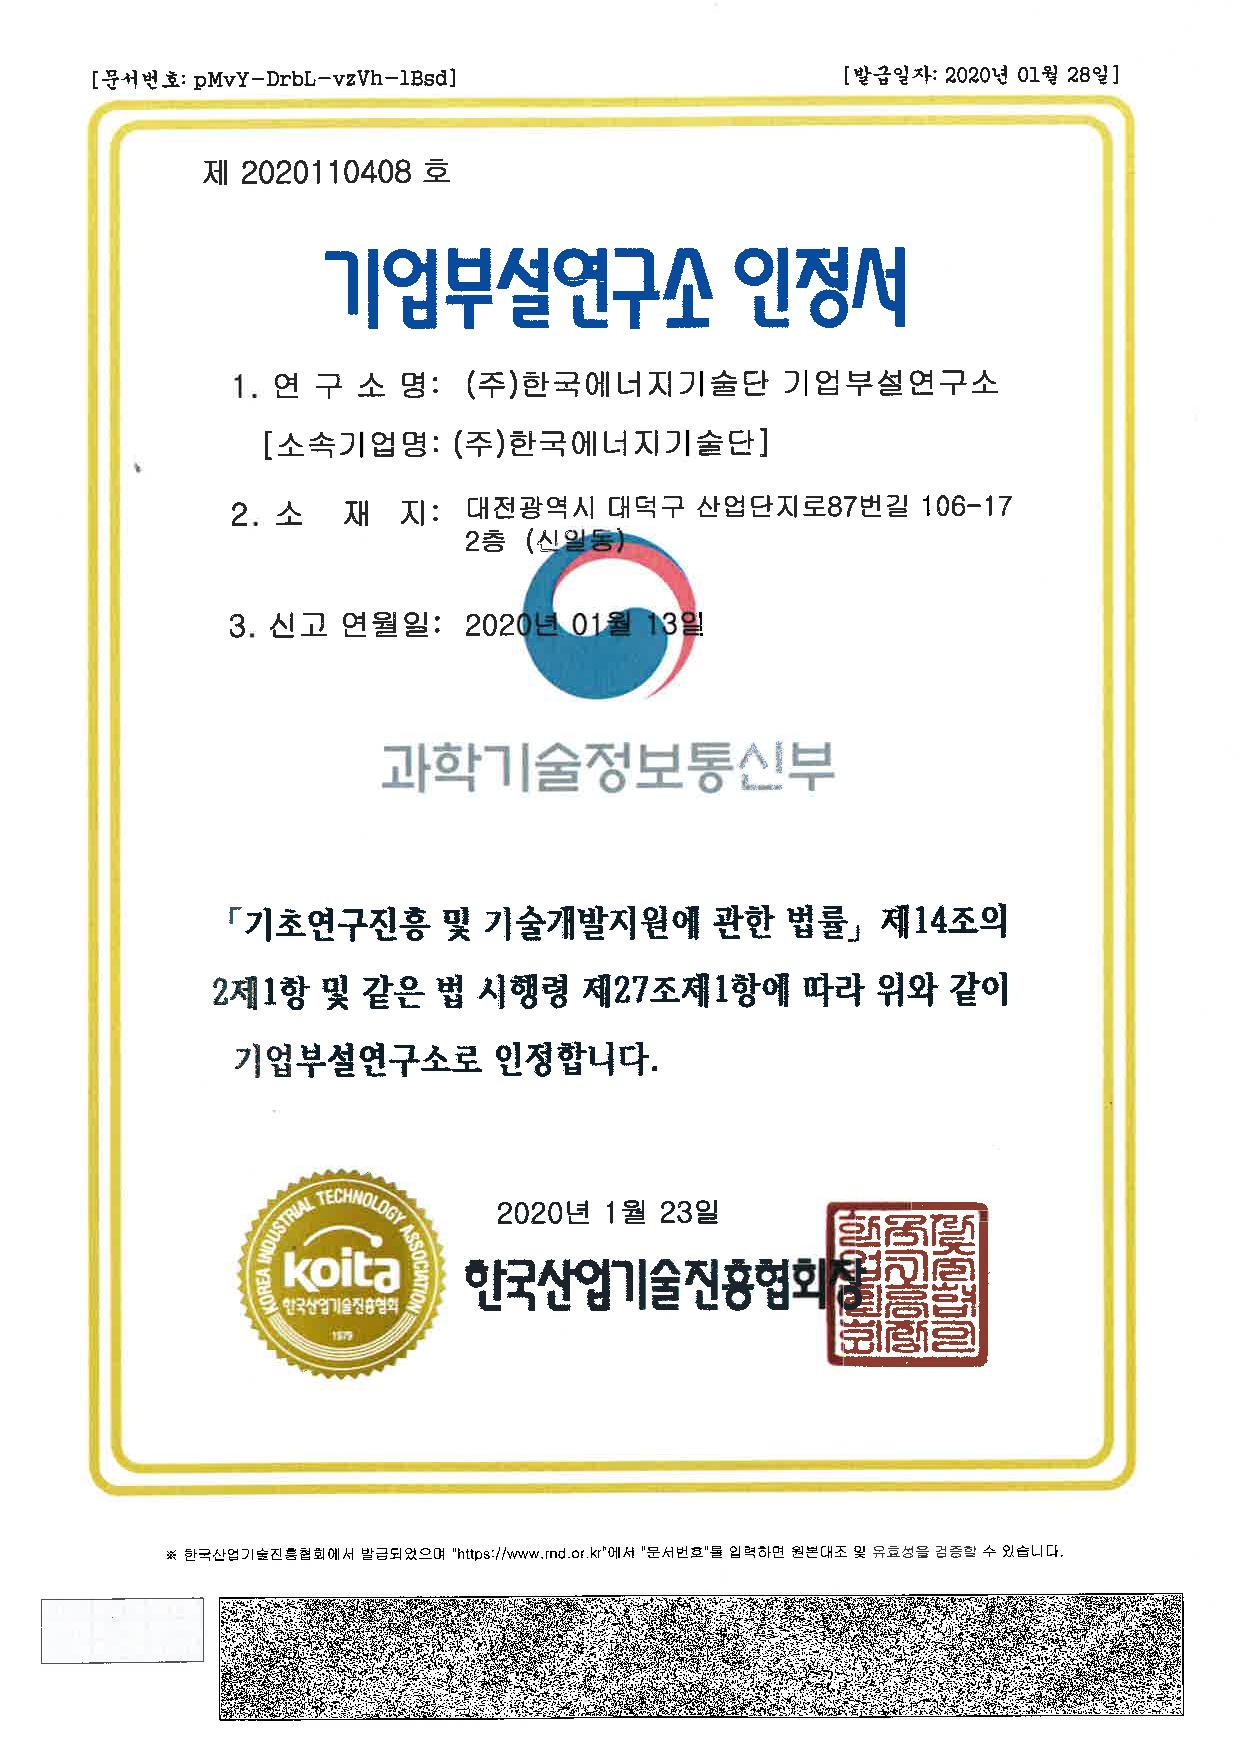 [문서번호: pMvY-DrbL-vzVh-lBsd]
[발급일자: 2020년 01월 28일]
제 2020110408 호
기업부설연구소 인정서
1. 연 구 소 명: (주)한국에너지기술단 기업부설연구소
[소속기업명: (주)한국에너지기술단]
2. 소 재 지: 대전광역시 대덕구 산업단지로87번길 106-17
2층 (신일동)
3. 신고 연월일: 2020년 01월 13일
과학기술정보통신부
「기초연구진흥 및 기술개발지원에 관한 법률」 제14조의
2제1항 및 같은 법 시행령 제27조제1항에 따라 위와 같이
기업부설연구소로 인정합니다.
2020년 1월 23일
한국산업기술진흥협회장
KOREA INDUSTRIAL TECHNOLOGY ASSOCIATION
koita
한국산업기술진흥협회
1979
※ 한국산업기술진흥협회에서 발급되었으며 "https://www.rnd.or.kr"에서 "문서번호"를 입력하면 원본대조 및 유효성을 검증할 수 있습니다.